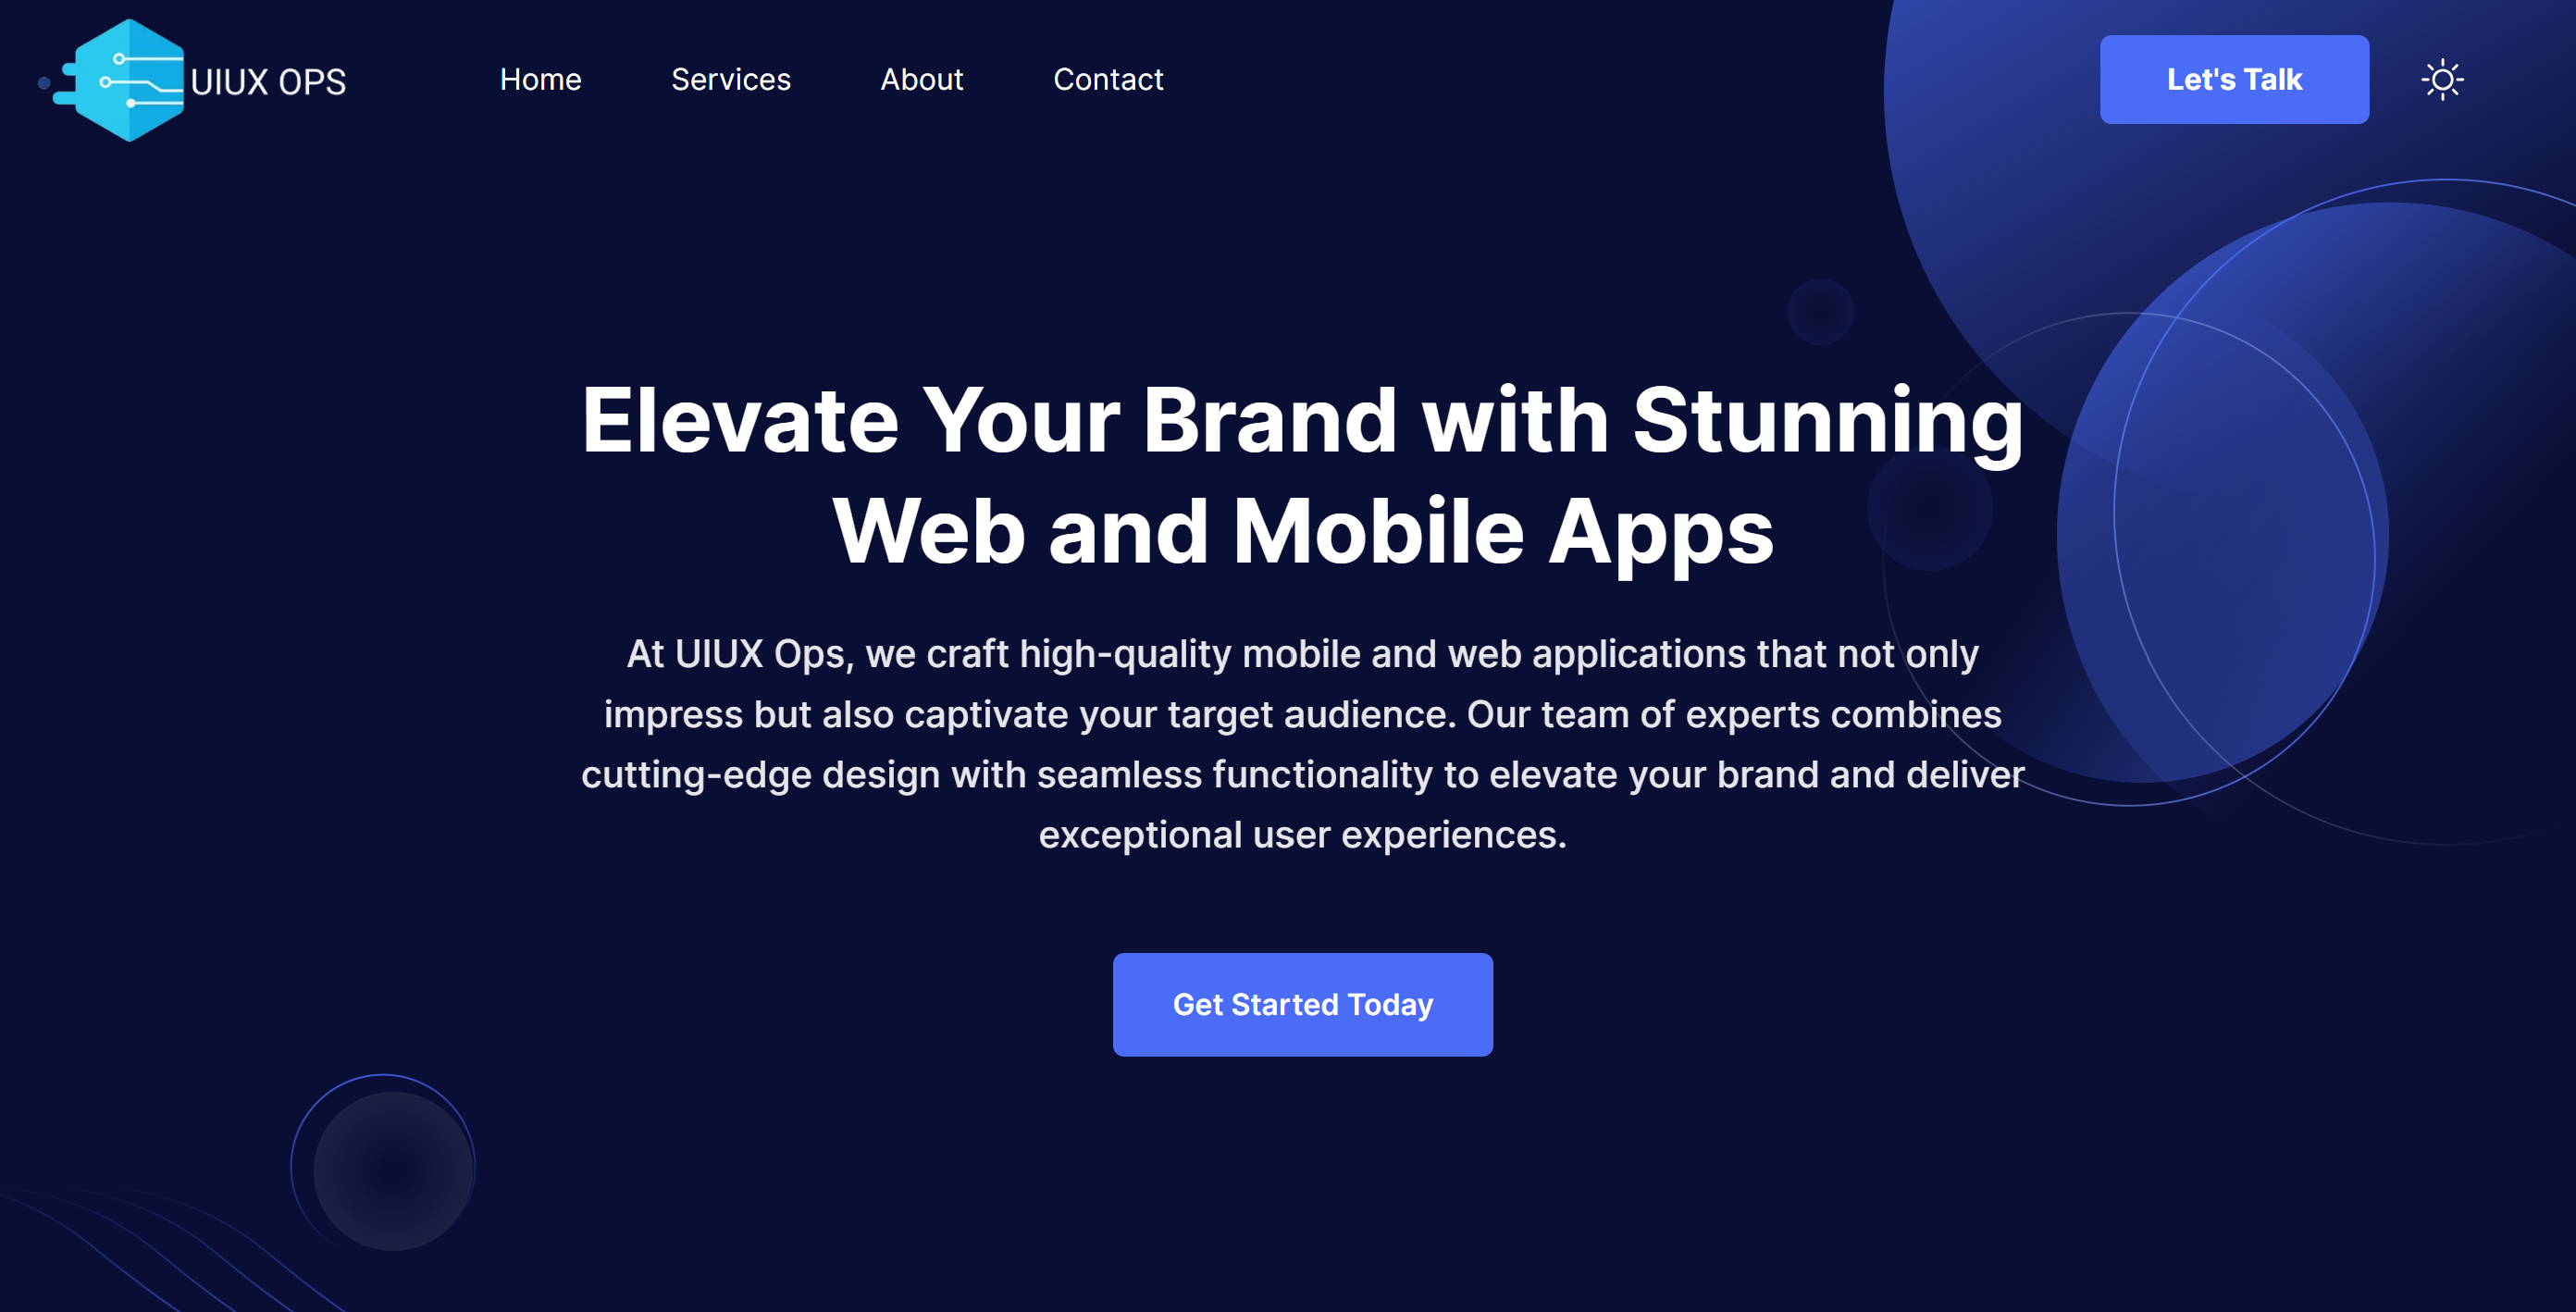 UIUX OPS
Home
Services
About
Contact
Let's Talk
Elevate Your Brand with Stunning
Web and Mobile Apps
At UIUX Ops, we craft high-quality mobile and web applications that not only
impress but also captivate your target audience. Our team of experts combines
cutting-edge design with seamless functionality to elevate your brand and deliver
exceptional user experiences.
Get Started Today